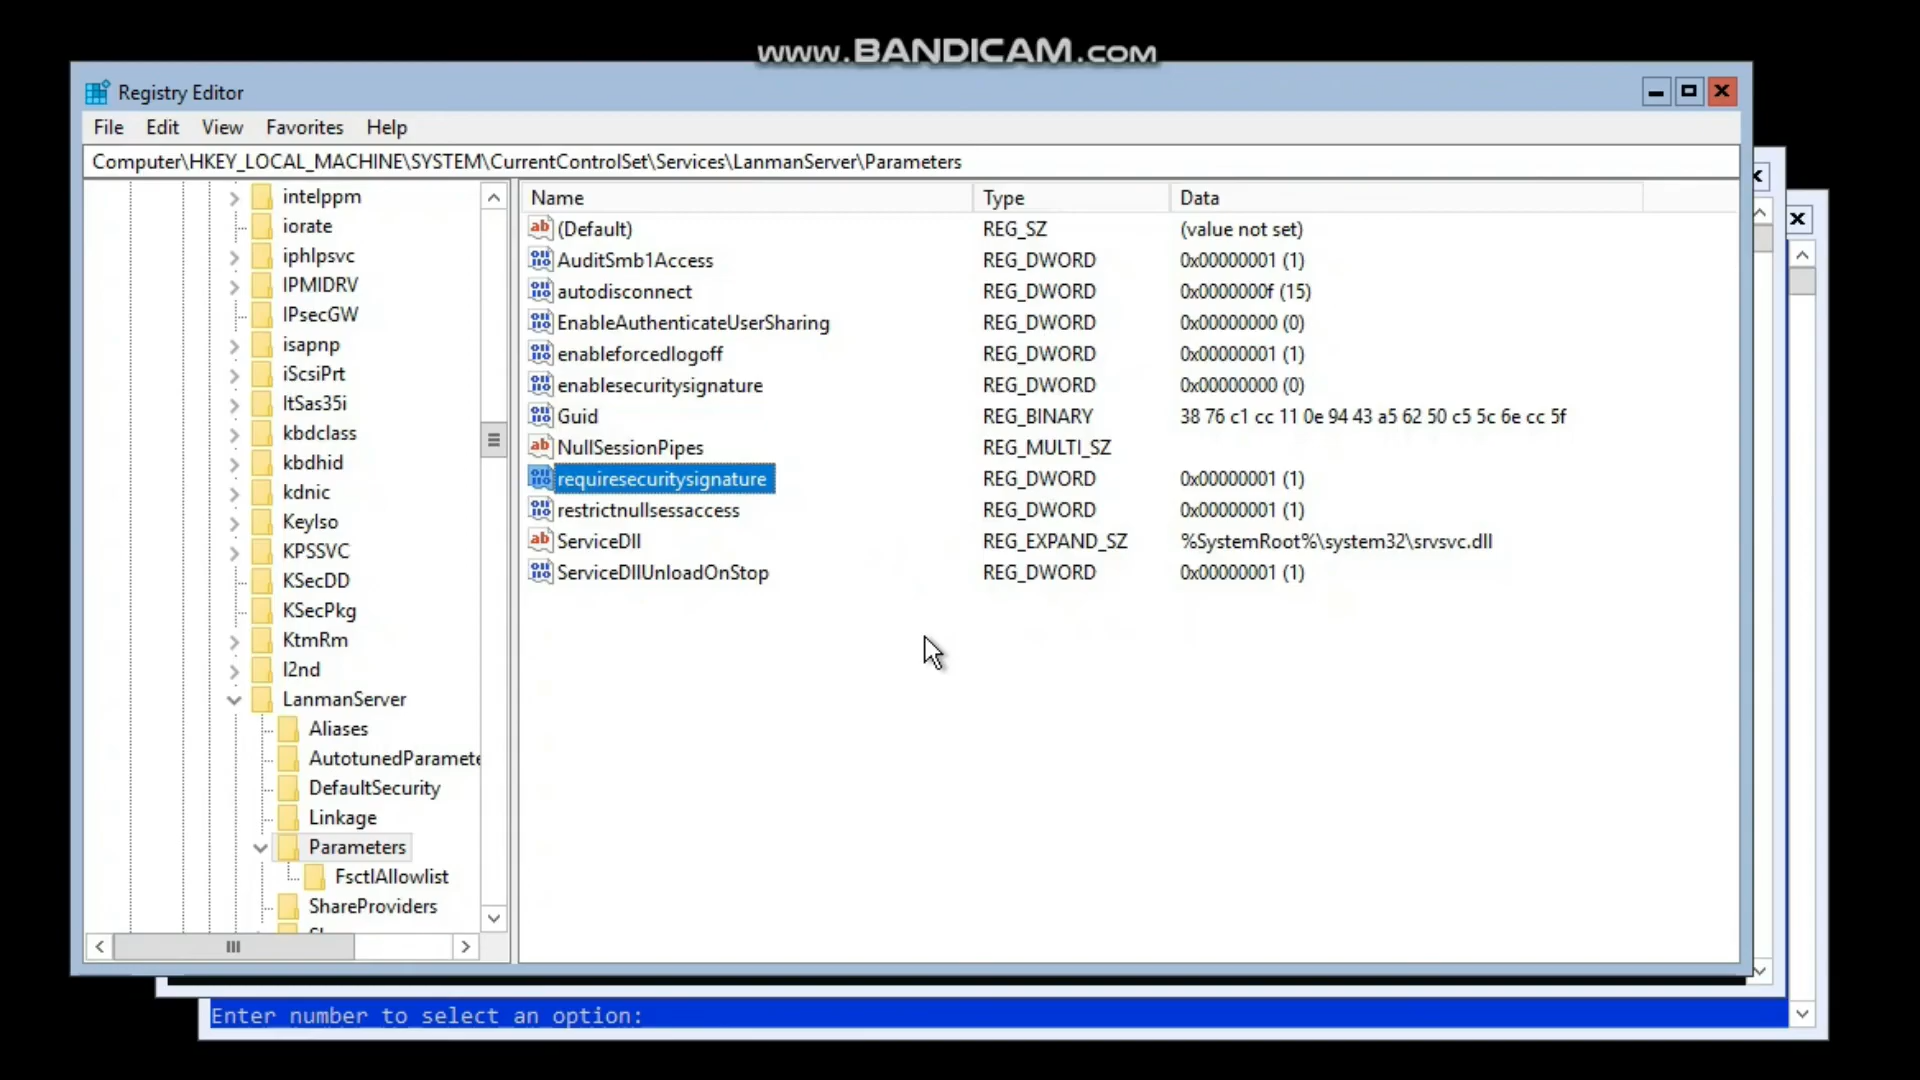 www.BANDICAM.com
Registry Editor
File Edit View Favorites Help
Computer\HKEY_LOCAL_MACHINE\SYSTEM\CurrentControlSet\Services\LanmanServer\Parameters
intelppm
iorate
iphlpsvc
IPMIDRV
IPsecGW
isapnp
iScsiPrt
ItSas35i
kbdclass
kbdhid
kdnic
KeyIso
KPSSVC
KSecDD
KSecPkg
KtmRm
l2nd
LanmanServer
Aliases
AutotunedParamete
DefaultSecurity
Linkage
Parameters
FsctlAllowlist
ShareProviders
Name Type Data
(Default) REG_SZ (value not set)
AuditSmb1Access REG_DWORD 0x00000001 (1)
autodisconnect REG_DWORD 0x0000000f (15)
EnableAuthenticateUserSharing REG_DWORD 0x00000000 (0)
enableforcedlogoff REG_DWORD 0x00000001 (1)
enablesecuritysignature REG_DWORD 0x00000000 (0)
Guid REG_BINARY 38 76 c1 cc 11 0e 94 43 a5 62 50 c5 5c 6e cc 5f
NullSessionPipes REG_MULTI_SZ
requiresecuritysignature REG_DWORD 0x00000001 (1)
restrictnullsessaccess REG_DWORD 0x00000001 (1)
ServiceDll REG_EXPAND_SZ %SystemRoot%\system32\srvsvc.dll
ServiceDllUnloadOnStop REG_DWORD 0x00000001 (1)
Enter number to select an option: